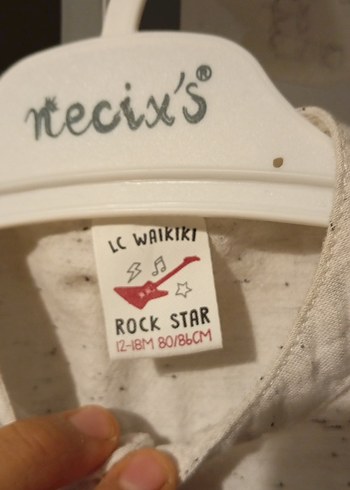 necix's®
LC WAIKIKI
ROCK STAR
12-18M 80/86CM